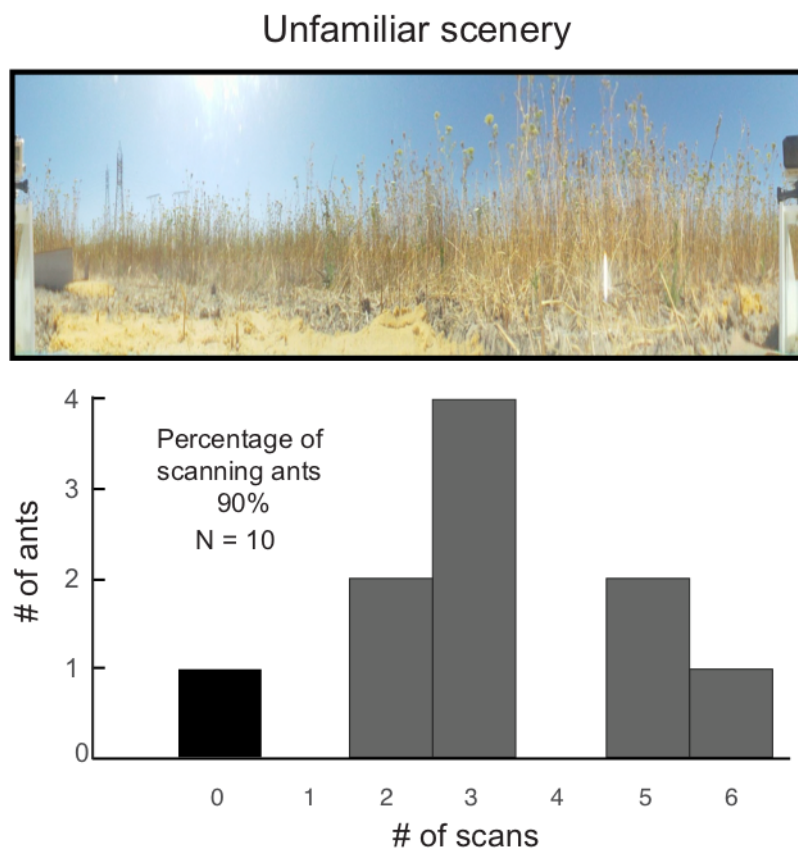 Unfamiliar scenery
4
Percentage of
scanning ants
90%
N = 10
3
2
1
0
# of ants
0 1 2 3 4 5 6
# of scans